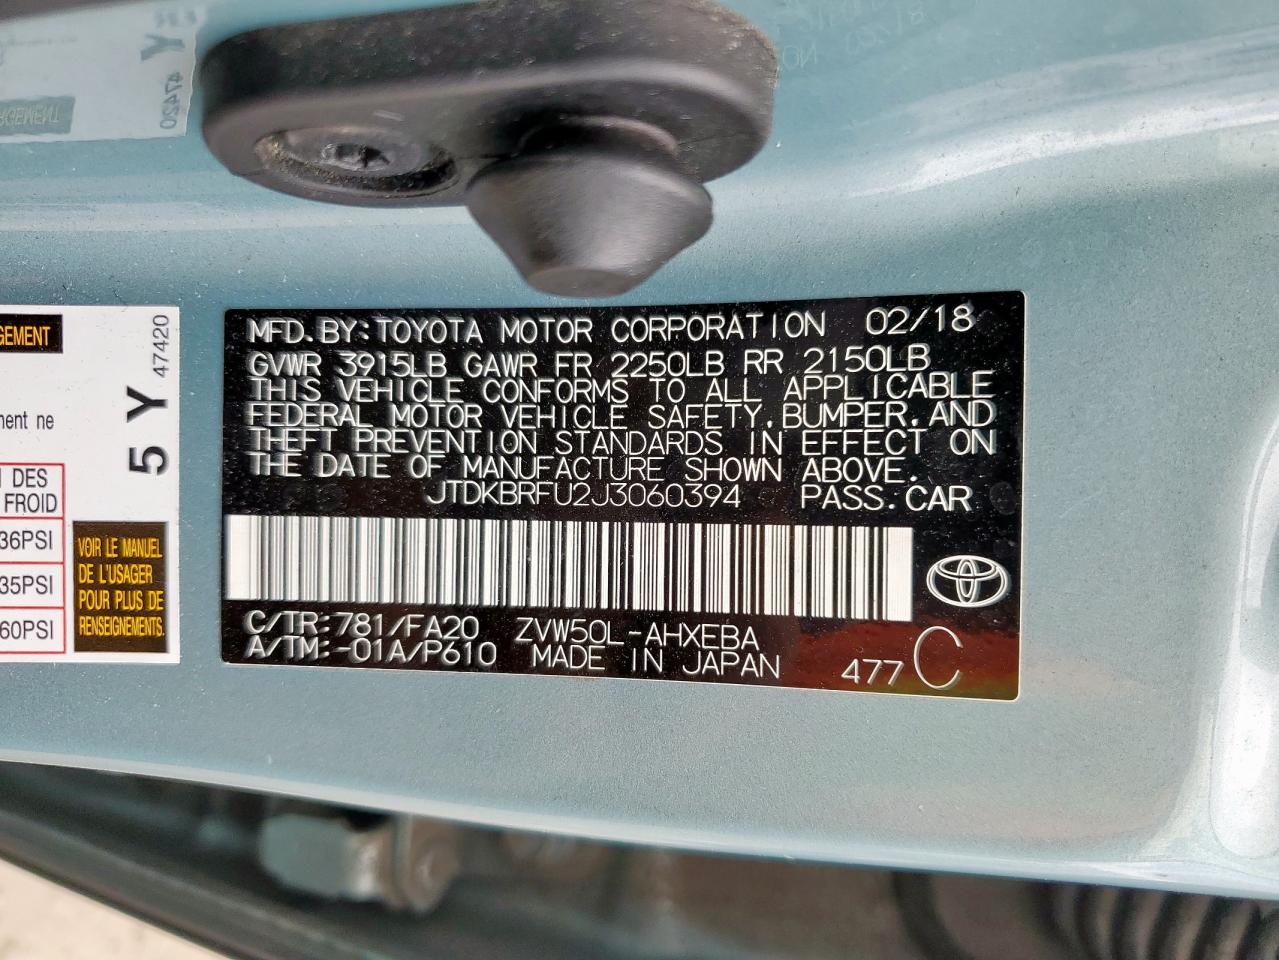 MFD.BY:TOYOTA MOTOR CORPORATION 02/18
GVWR 3915LB GAWR FR 2250LB RR 2150LB
THIS VEHICLE CONFORMS TO ALL APPLICABLE
FEDERAL MOTOR VEHICLE SAFETY,BUMPER,AND
THEFT PREVENTION STANDARDS IN EFFECT ON
THE DATE OF MANUFACTURE SHOWN ABOVE.
JTDKBRFU2J3060394 PASS.CAR
C/TR:781/FA20 ZVW50L-AHXEBA
A/TM:-01A/P610 MADE IN JAPAN
477 C
5 Y 47420
ne
DES
FROID
36PSI
35PSI
60PSI
VOIR LE MANUEL
DE L'USAGER
POUR PLUS DE
RENSEIGNEMENTS.
Y
47420